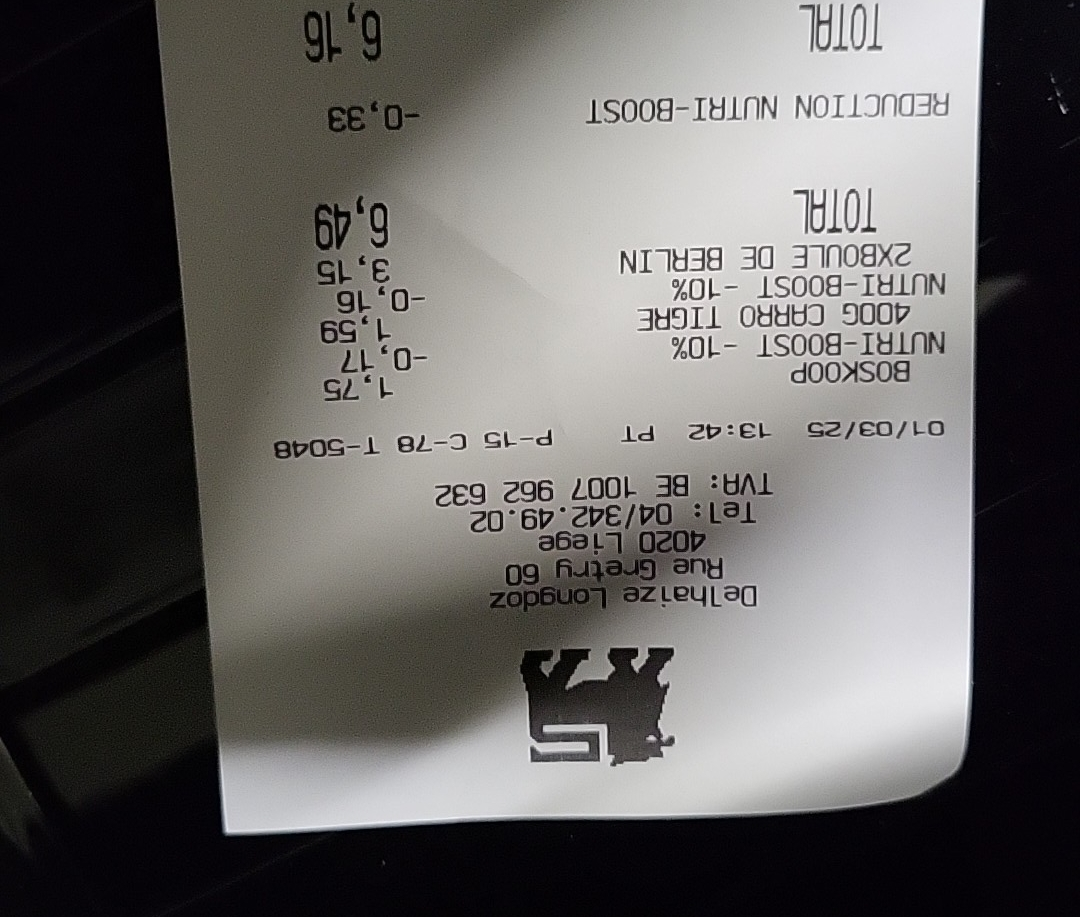 Delhaize Longdoz
Rue Gretry 60
4020 Liege
Tel: 04/342.49.02
TVA: BE 1007 962 632
01/03/25 13:42 PT P-15 C-78 T-5048
BOSKOOP 1,75
NUTRI-BOOST -10% -0,17
400G CARRO TIGRE 1,59
NUTRI-BOOST -10% -0,16
2XBOULE DE BERLIN 3,15
TOTAL 6,49
REDUCTION NUTRI-BOOST -0,33
TOTAL 6,16